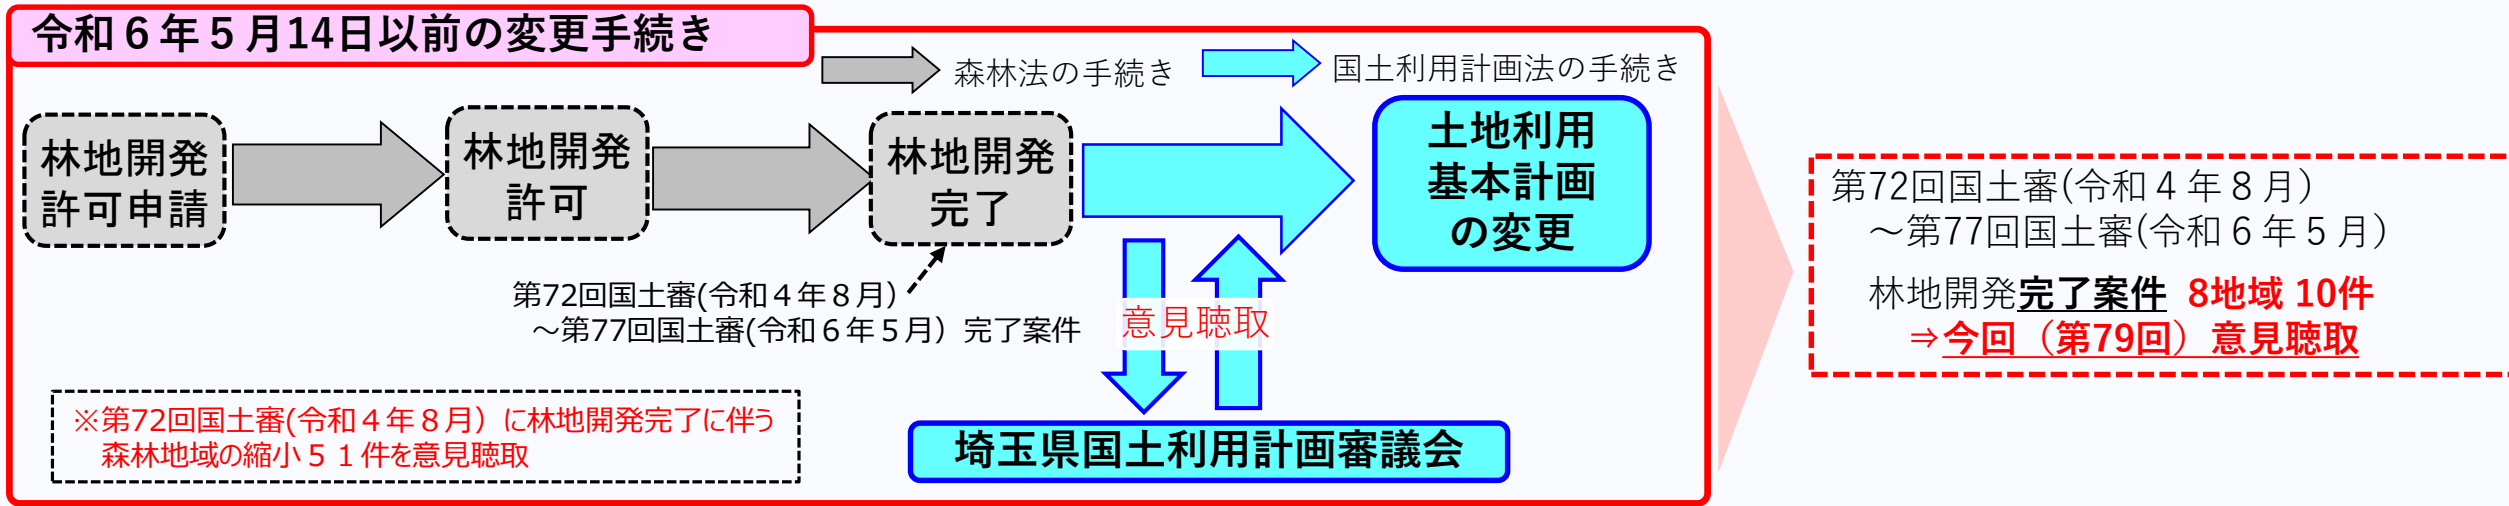 令和６年５月14日以前の変更手続き
森林法の手続き
国土利用計画法の手続き
林地開発
許可申請
林地開発
許可
林地開発
完了
土地利用
基本計画
の変更
第72回国土審(令和４年８月）
～第77回国土審(令和６年５月）完了案件
意見聴取
※第72回国土審(令和４年８月）に林地開発完了に伴う
森林地域の縮小５１件を意見聴取
埼玉県国土利用計画審議会
第72回国土審(令和４年８月）
～第77回国土審(令和６年５月）
林地開発完了案件 8地域 10件
⇒今回（第79回）意見聴取